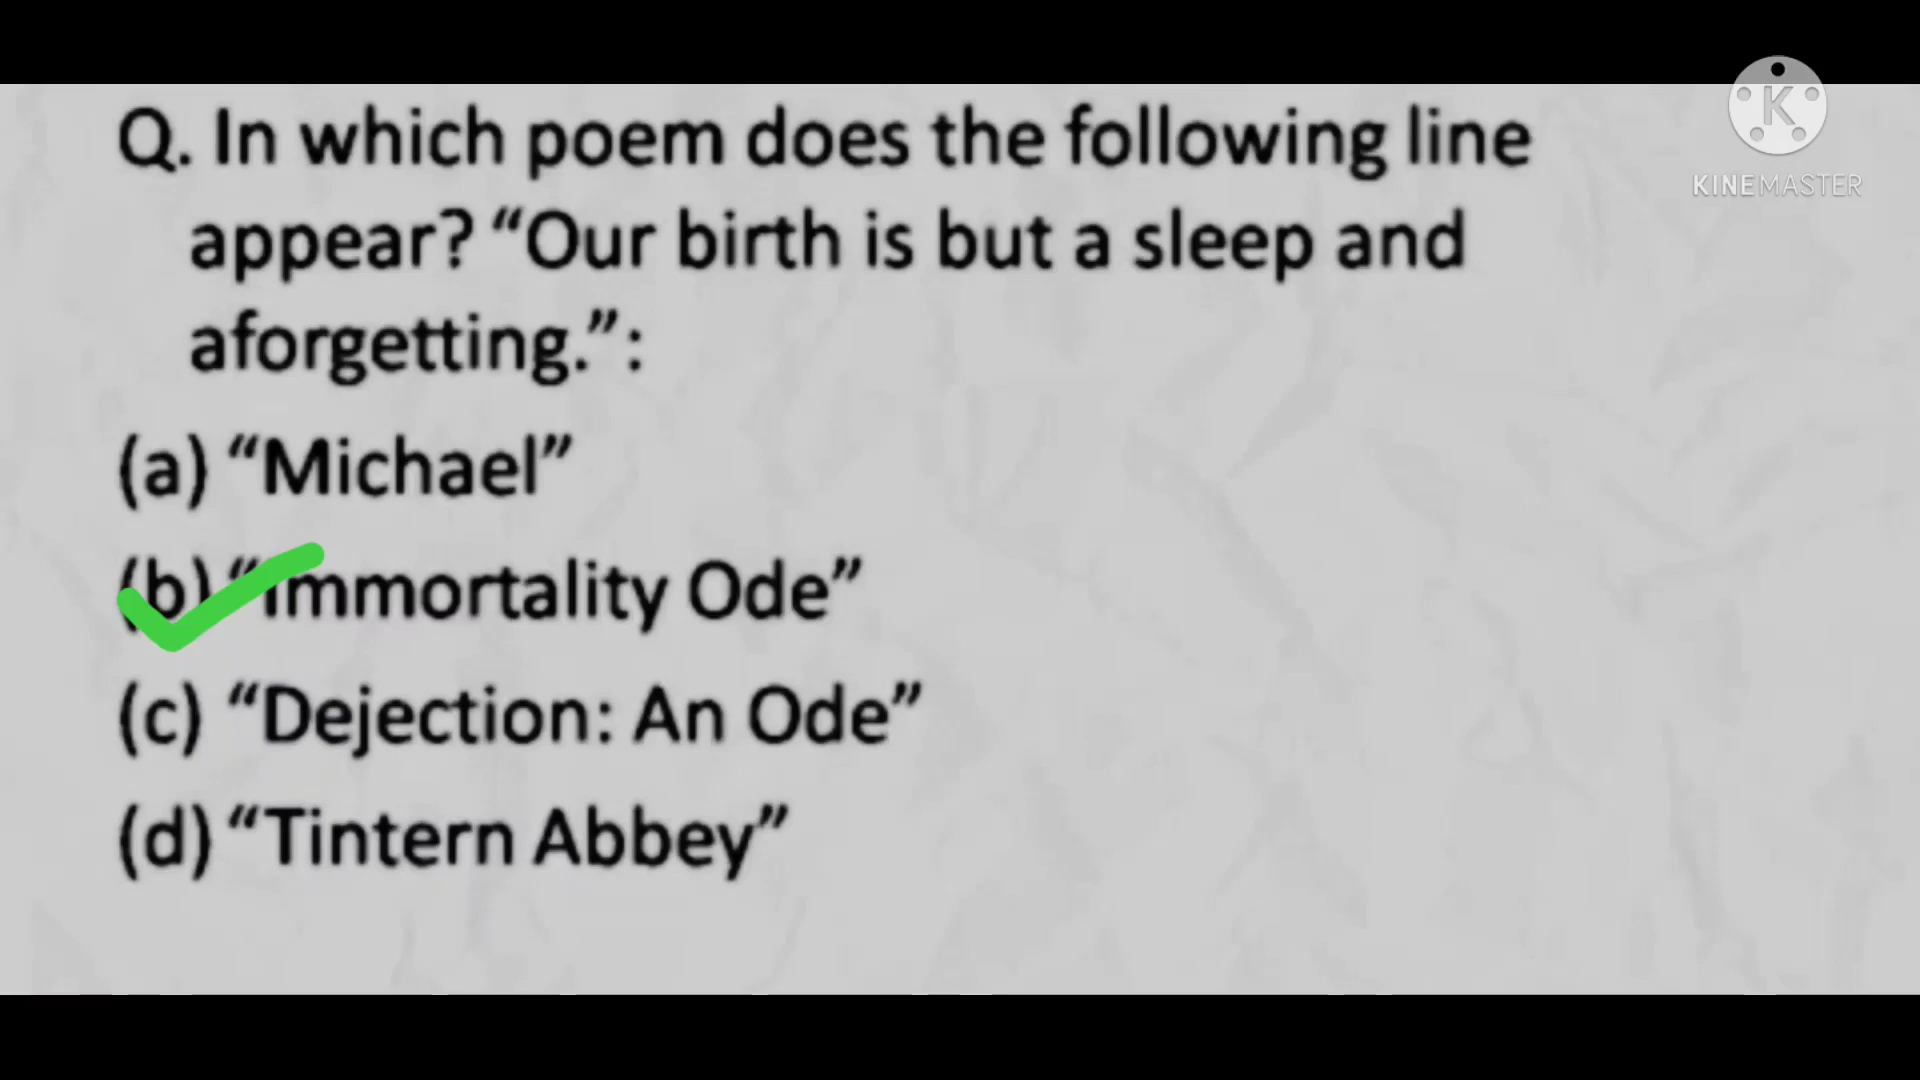 Q. In which poem does the following line
appear? “Our birth is but a sleep and
aforgetting.”:
(a) “Michael”
(b) “Immortality Ode”
(c) “Dejection: An Ode”
(d) “Tintern Abbey”
K
KINEMASTER